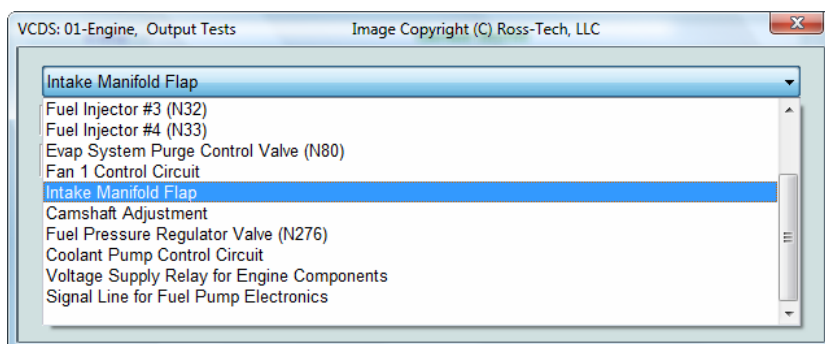 VCDS: 01-Engine, Output Tests Image Copyright (C) Ross-Tech, LLC
Intake Manifold Flap
Fuel Injector #3 (N32)
Fuel Injector #4 (N33)
Evap System Purge Control Valve (N80)
Fan 1 Control Circuit
Intake Manifold Flap
Camshaft Adjustment
Fuel Pressure Regulator Valve (N276)
Coolant Pump Control Circuit
Voltage Supply Relay for Engine Components
Signal Line for Fuel Pump Electronics